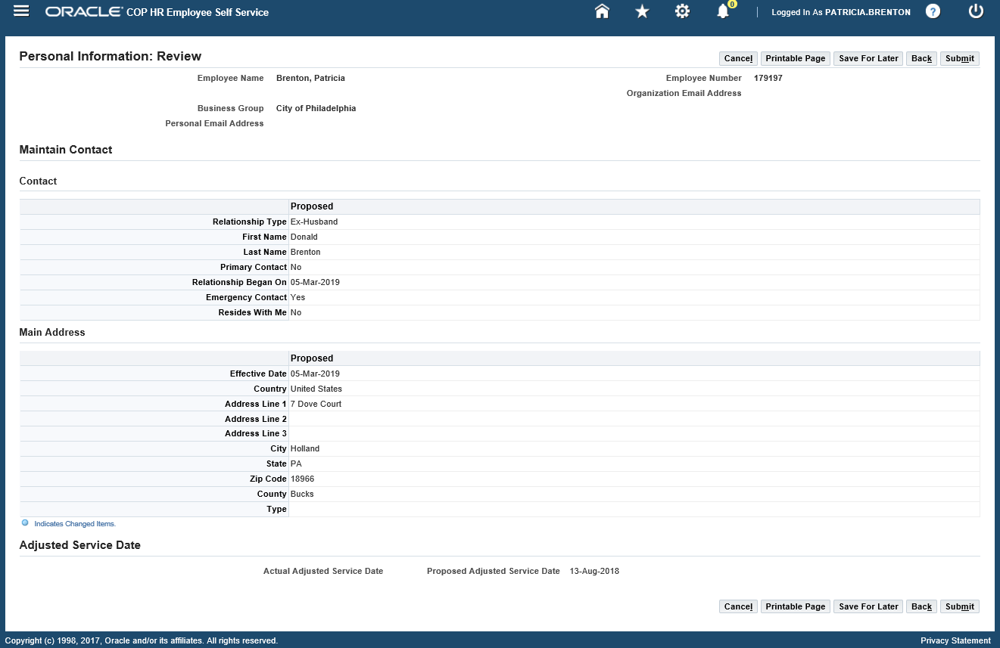 ORACLE® COP HR Employee Self Service 0 Logged In As PATRICIA.BRENTON ?
Personal Information: Review Cancel Printable Page Save For Later Back Submit
Employee Name Brenton, Patricia Employee Number 179197
Organization Email Address
Business Group City of Philadelphia
Personal Email Address
Maintain Contact
Contact
Proposed
Relationship Type Ex-Husband
First Name Donald
Last Name Brenton
Primary Contact No
Relationship Began On 05-Mar-2019
Emergency Contact Yes
Resides With Me No
Main Address
Proposed
Effective Date 05-Mar-2019
Country United States
Address Line 1 7 Dove Court
Address Line 2
Address Line 3
City Holland
State PA
Zip Code 18966
County Bucks
Type
Indicates Changed Items.
Adjusted Service Date
Actual Adjusted Service Date Proposed Adjusted Service Date 13-Aug-2018
Cancel Printable Page Save For Later Back Submit
Copyright (c) 1998, 2017, Oracle and/or its affiliates. All rights reserved. Privacy Statement